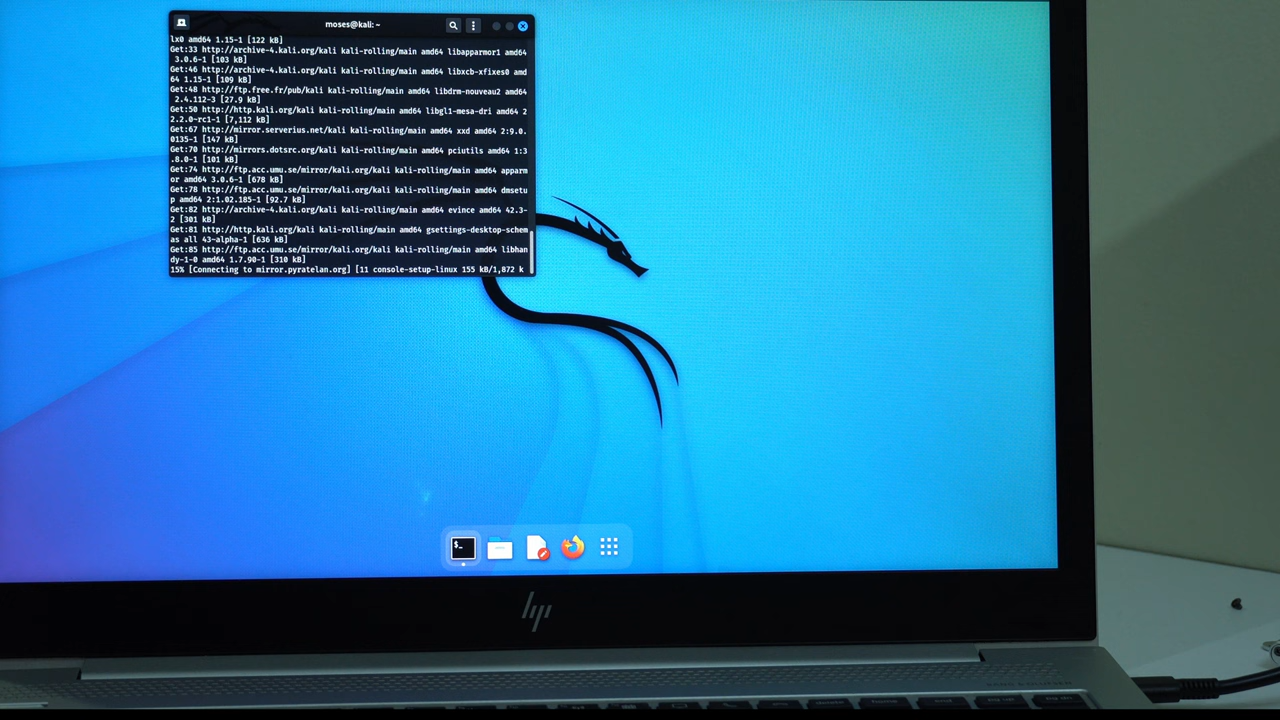 moses@kali: ~
lx0 amd64 1.15-1 [122 kB]
Get:33 http://archive-4.kali.org/kali kali-rolling/main amd64 libapparmor1 amd64
3.0.6-1 [103 kB]
Get:46 http://archive-4.kali.org/kali kali-rolling/main amd64 libxcb-xfixes0 amd
64 1.15-1 [109 kB]
Get:48 http://ftp.free.fr/pub/kali kali-rolling/main amd64 libdrm-nouveau2 amd64
2.4.112-3 [27.9 kB]
Get:50 http://http.kali.org/kali kali-rolling/main amd64 libgl1-mesa-dri amd64 2
2.2.0~rc1-1 [7,112 kB]
Get:67 http://mirror.serverius.net/kali kali-rolling/main amd64 xxd amd64 2:9.0.
0135-1 [147 kB]
Get:70 http://mirrors.dotsrc.org/kali kali-rolling/main amd64 pciutils amd64 1:3
.8.0-1 [101 kB]
Get:74 http://ftp.acc.umu.se/mirror/kali.org/kali kali-rolling/main amd64 apparm
or amd64 3.0.6-1 [678 kB]
Get:78 http://ftp.acc.umu.se/mirror/kali.org/kali kali-rolling/main amd64 dmsetu
p amd64 2:1.02.185-1 [92.7 kB]
Get:82 http://archive-4.kali.org/kali kali-rolling/main amd64 evince amd64 42.3-
2 [301 kB]
Get:81 http://http.kali.org/kali kali-rolling/main amd64 gsettings-desktop-schem
as all 43~alpha-1 [636 kB]
Get:85 http://ftp.acc.umu.se/mirror/kali.org/kali kali-rolling/main amd64 libhan
dy-1-0 amd64 1.7.90-1 [310 kB]
15% [Connecting to mirror.pyratelan.org] [11 console-setup-linux 155 kB/1,872 k
$_
hp